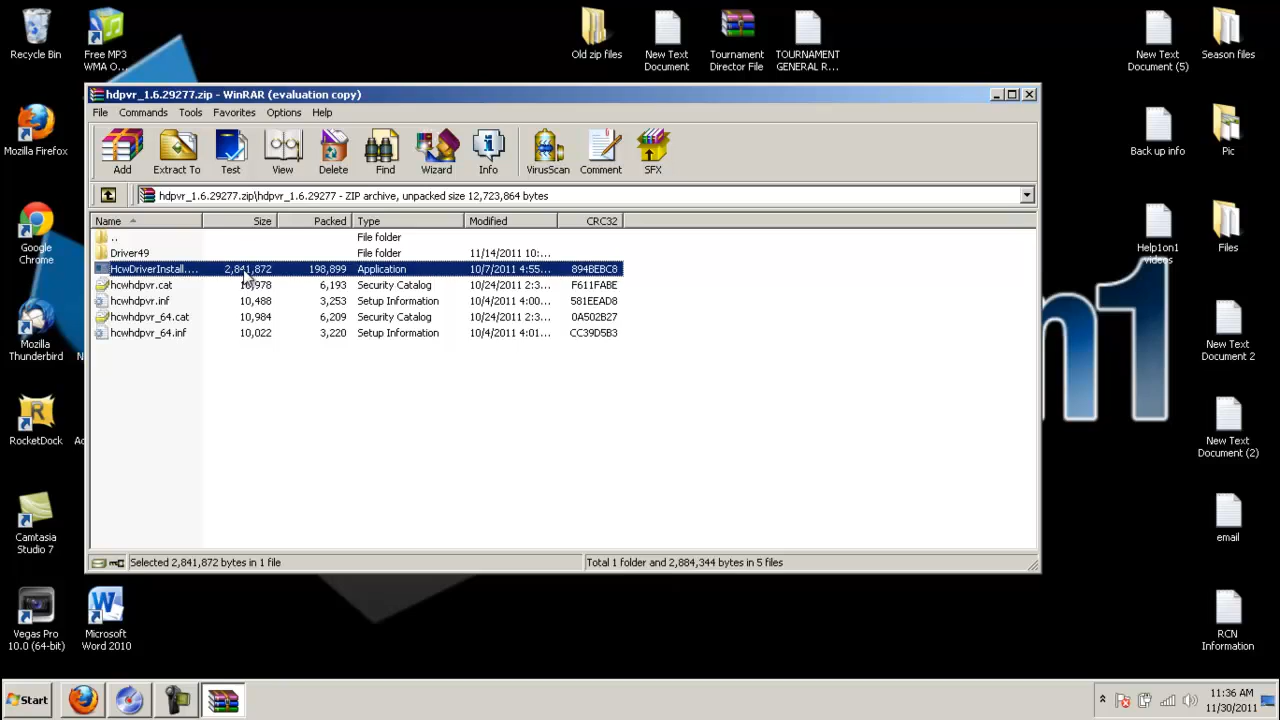 Recycle Bin
Free MP3
WMA O...
Old zip files
New Text
Document
Tournament
Director File
TOURNAMENT
GENERAL R...
New Text
Document (5)
Season files
hdpvr_1.6.29277.zip - WinRAR (evaluation copy)
File Commands Tools Favorites Options Help
Add Extract To Test View Delete Find Wizard Info VirusScan Comment SFX
hdpvr_1.6.29277.zip\hdpvr_1.6.29277 - ZIP archive, unpacked size 12,723,864 bytes
Name Size Packed Type Modified CRC32
.. File folder
Driver49 File folder 11/14/2011 10:...
HcwDriverInstall.... 2,841,872 198,899 Application 10/7/2011 4:55... 894BEBC8
hcwhdpvr.cat 10,978 6,193 Security Catalog 10/24/2011 2:3... F611FABE
hcwhdpvr.inf 10,488 3,253 Setup Information 10/4/2011 4:00... 581EEAD8
hcwhdpvr_64.cat 10,984 6,209 Security Catalog 10/24/2011 2:3... 0A502B27
hcwhdpvr_64.inf 10,022 3,220 Setup Information 10/4/2011 4:01... CC39D5B3
Selected 2,841,872 bytes in 1 file
Total 1 folder and 2,884,344 bytes in 5 files
Mozilla Firefox
Back up info
Pic
Google
Chrome
Help1on1
videos
Files
n1
Mozilla
Thunderbird
N
New Text
Document 2
RocketDock
Ac
New Text
Document (2)
Camtasia
Studio 7
email
Vegas Pro
10.0 (64-bit)
Microsoft
Word 2010
RCN
Information
Start
11:36 AM
11/30/2011